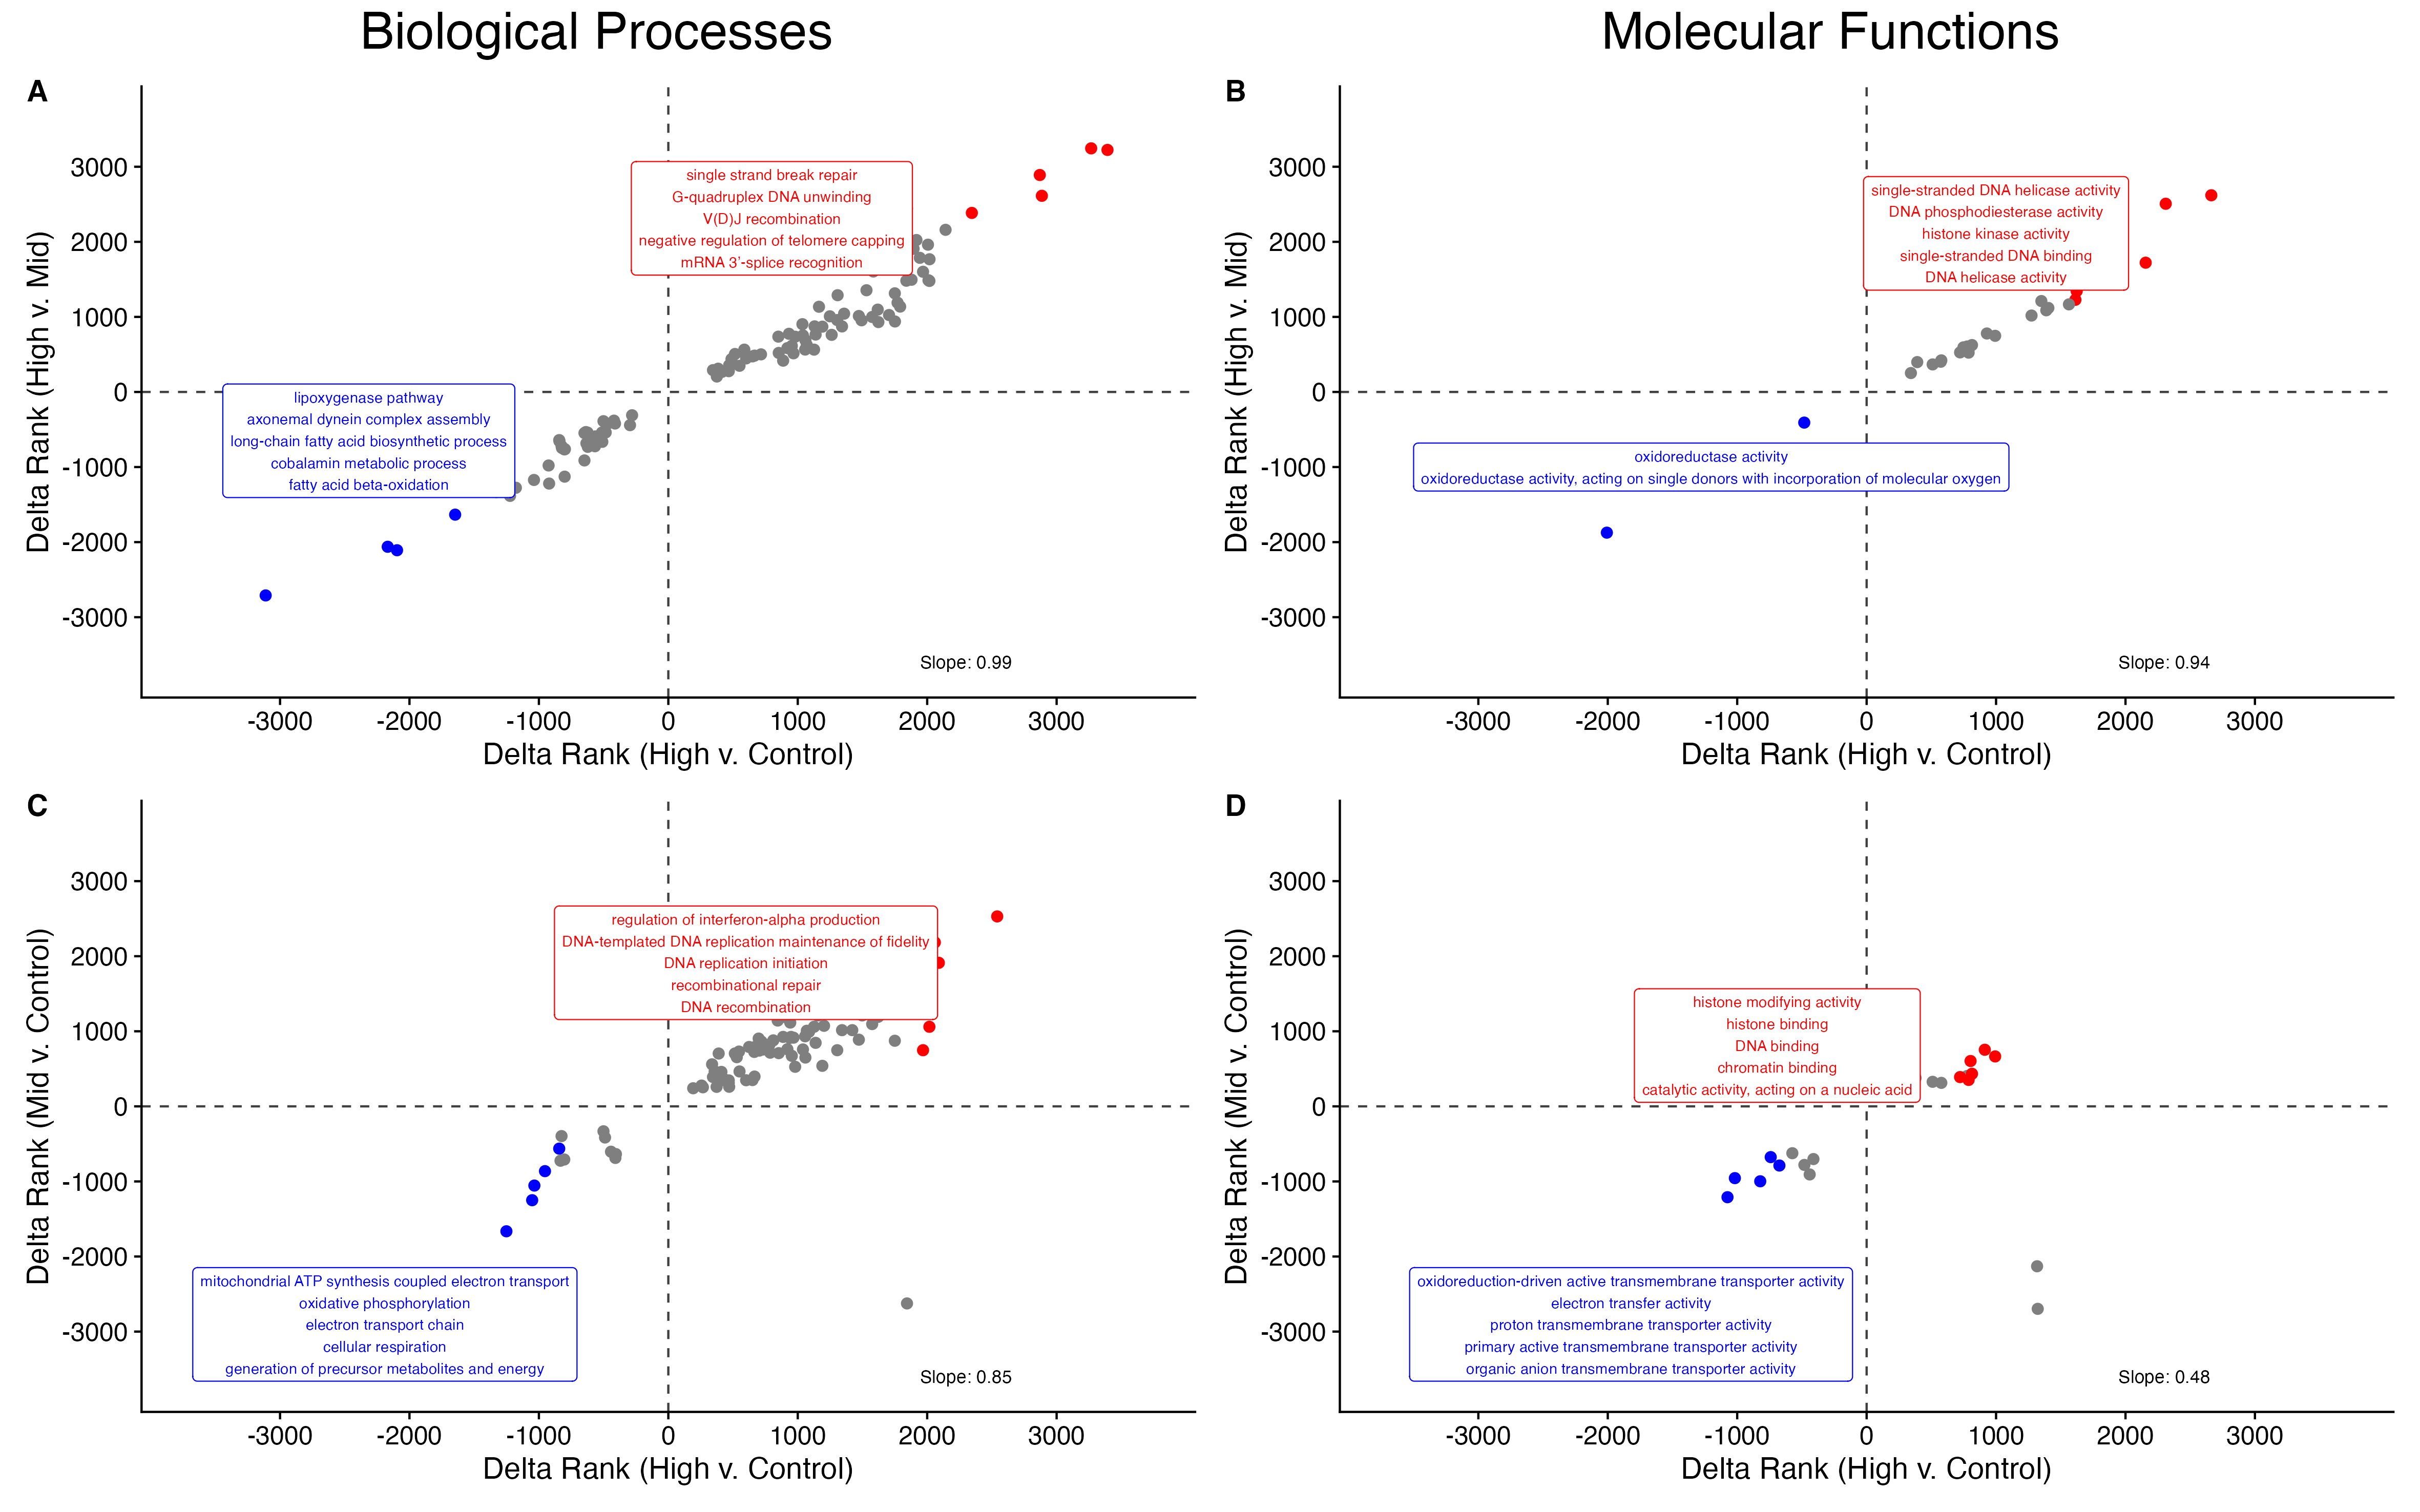 Biological Processes
Molecular Functions
A
Delta Rank (High v. Mid)
3000
2000
1000
0
-1000
-2000
-3000
single strand break repair
G-quadruplex DNA unwinding
V(D)J recombination
negative regulation of telomere capping
mRNA 3'-splice recognition
lipoxygenase pathway
axonemal dynein complex assembly
long-chain fatty acid biosynthetic process
cobalamin metabolic process
fatty acid beta-oxidation
Slope: 0.99
-3000 -2000 -1000 0 1000 2000 3000
Delta Rank (High v. Control)
B
Delta Rank (High v. Mid)
3000
2000
1000
0
-1000
-2000
-3000
single-stranded DNA helicase activity
DNA phosphodiesterase activity
histone kinase activity
single-stranded DNA binding
DNA helicase activity
oxidoreductase activity
oxidoreductase activity, acting on single donors with incorporation of molecular oxygen
Slope: 0.94
-3000 -2000 -1000 0 1000 2000 3000
Delta Rank (High v. Control)
C
Delta Rank (Mid v. Control)
3000
2000
1000
0
-1000
-2000
-3000
regulation of interferon-alpha production
DNA-templated DNA replication maintenance of fidelity
DNA replication initiation
recombinational repair
DNA recombination
mitochondrial ATP synthesis coupled electron transport
oxidative phosphorylation
electron transport chain
cellular respiration
generation of precursor metabolites and energy
Slope: 0.85
-3000 -2000 -1000 0 1000 2000 3000
Delta Rank (High v. Control)
D
Delta Rank (Mid v. Control)
3000
2000
1000
0
-1000
-2000
-3000
histone modifying activity
histone binding
DNA binding
chromatin binding
catalytic activity, acting on a nucleic acid
oxidoreduction-driven active transmembrane transporter activity
electron transfer activity
proton transmembrane transporter activity
primary active transmembrane transporter activity
organic anion transmembrane transporter activity
Slope: 0.48
-3000 -2000 -1000 0 1000 2000 3000
Delta Rank (High v. Control)